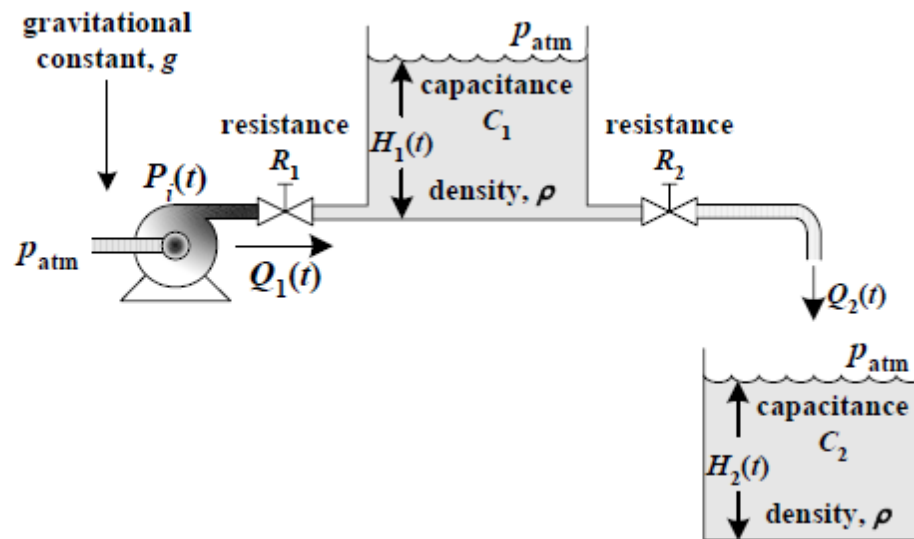 gravitational
constant, g
p_atm
capacitance
C_1
resistance
R_1
H_1(t)
resistance
R_2
P_i(t)
density, ρ
p_atm
Q_1(t)
Q_2(t)
p_atm
capacitance
C_2
H_2(t)
density, ρ